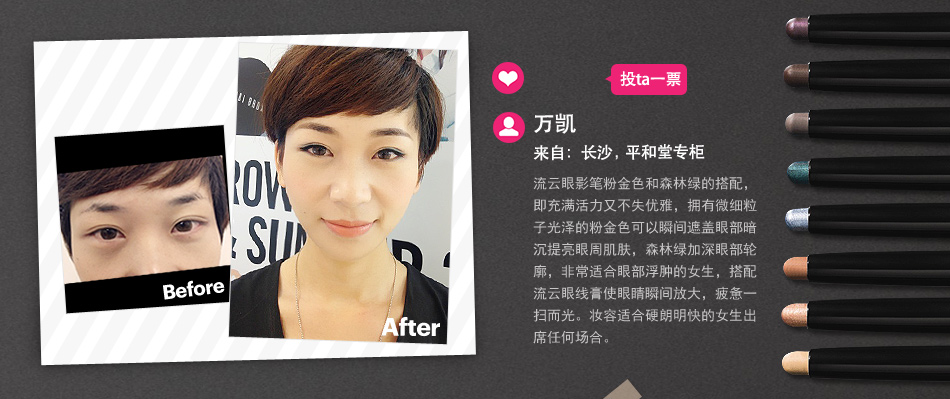 投ta一票
万凯
来自：长沙，平和堂专柜
流云眼影笔粉金色和森林绿的搭配，
即充满活力又不失优雅，拥有微细粒
子光泽的粉金色可以瞬间遮盖眼部暗
沉提亮眼周肌肤，森林绿加深眼部轮
廓，非常适合眼部浮肿的女生，搭配
流云眼线膏使眼睛瞬间放大，疲惫一
扫而光。妆容适合硬朗明快的女生出
席任何场合。
Before
After
ROW
& SUN